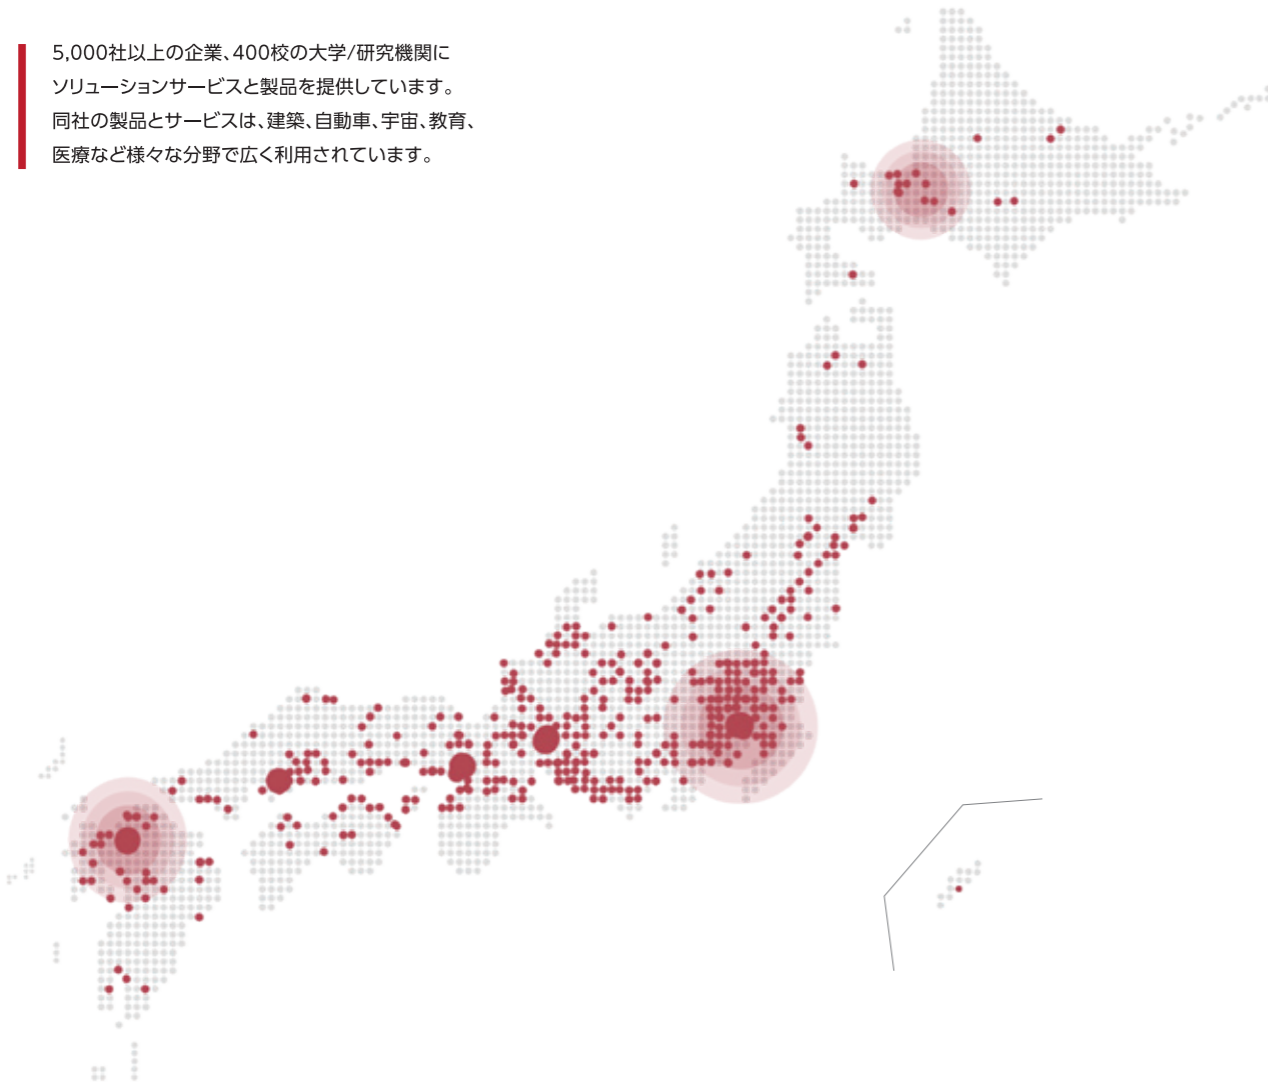 5,000社以上の企業、400校の大学/研究機関に
ソリューションサービスと製品を提供しています。
同社の製品とサービスは、建築、自動車、宇宙、教育、
医療など様々な分野で広く利用されています。